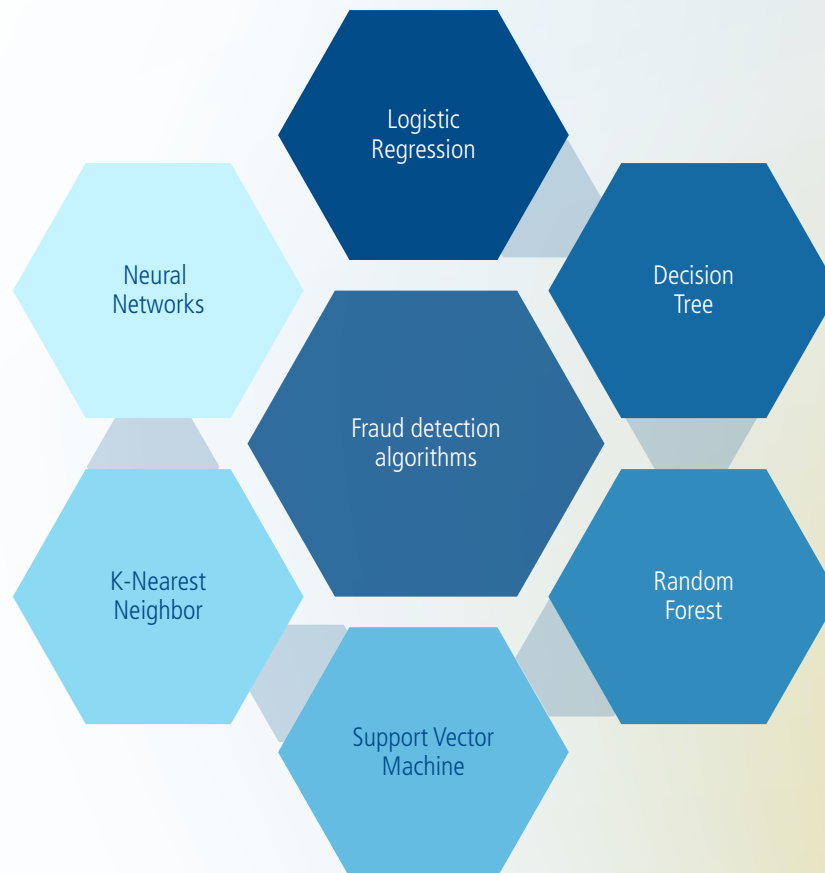 Logistic
Regression
Decision
Tree
Random
Forest
Support Vector
Machine
K-Nearest
Neighbor
Neural
Networks
Fraud detection
algorithms